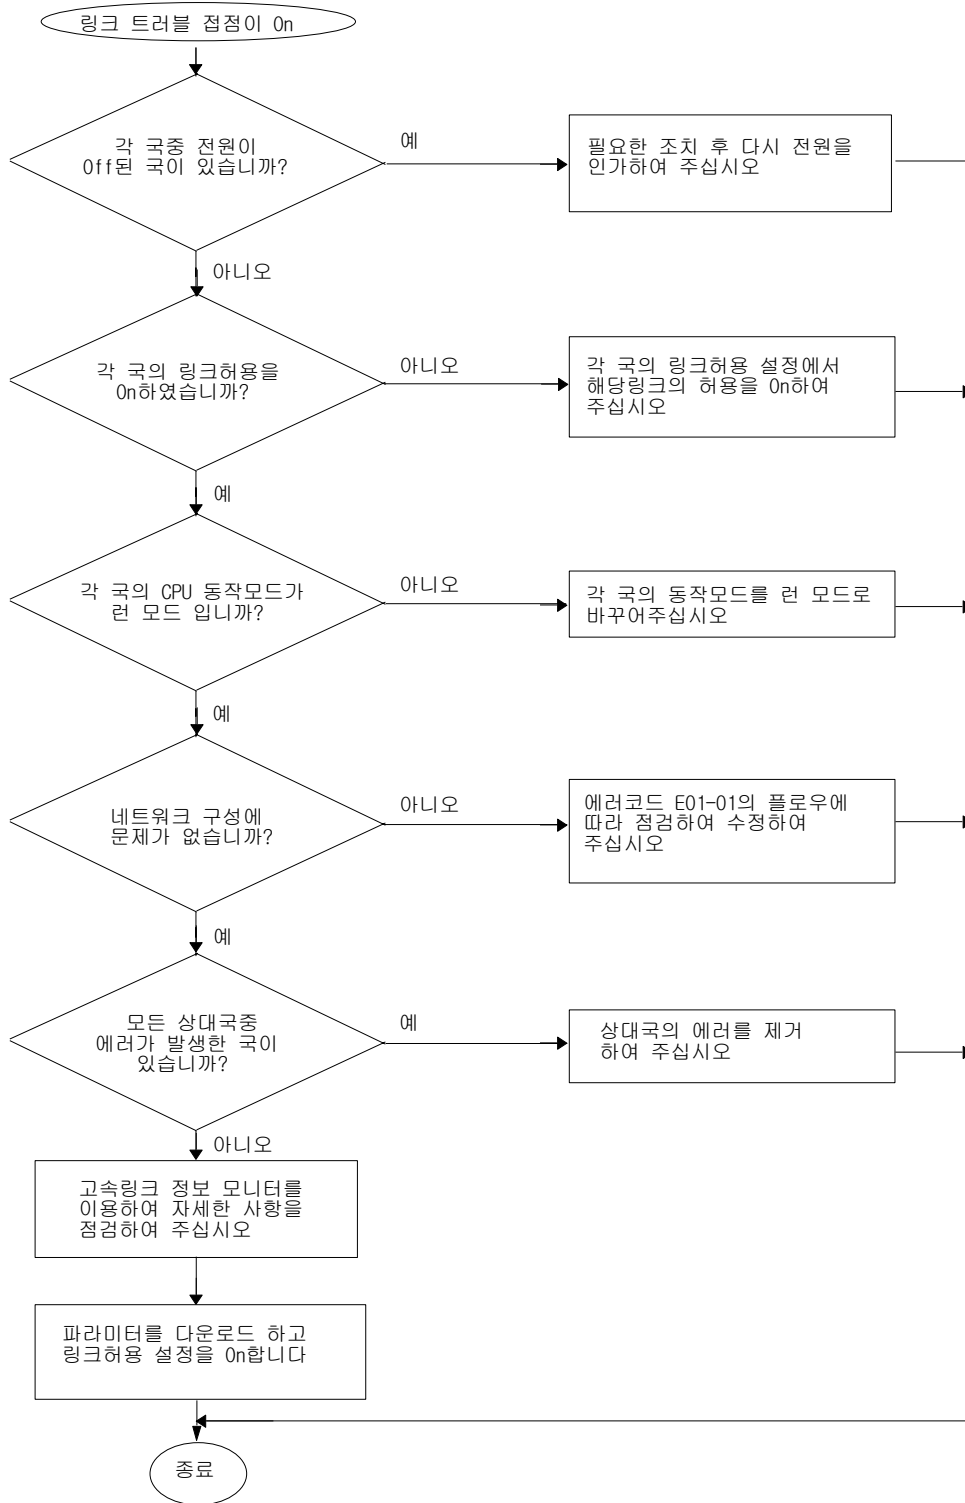 링크 트러블 접점이 On
각 국중 전원이
Off된 국이 있습니까?
예
필요한 조치 후 다시 전원을
인가하여 주십시오
아니오
각 국의 링크허용을
On하였습니까?
아니오
각 국의 링크허용 설정에서
해당링크의 허용을 On하여
주십시오
예
각 국의 CPU 동작모드가
런 모드 입니까?
아니오
각 국의 동작모드를 런 모드로
바꾸어주십시오
예
네트워크 구성에
문제가 없습니까?
아니오
에러코드 E01-01의 플로우에
따라 점검하여 수정하여
주십시오
예
모든 상대국중
에러가 발생한 국이
있습니까?
예
상대국의 에러를 제거
하여 주십시오
아니오
고속링크 정보 모니터를
이용하여 자세한 사항을
점검하여 주십시오
파라미터를 다운로드 하고
링크허용 설정을 On합니다
종료